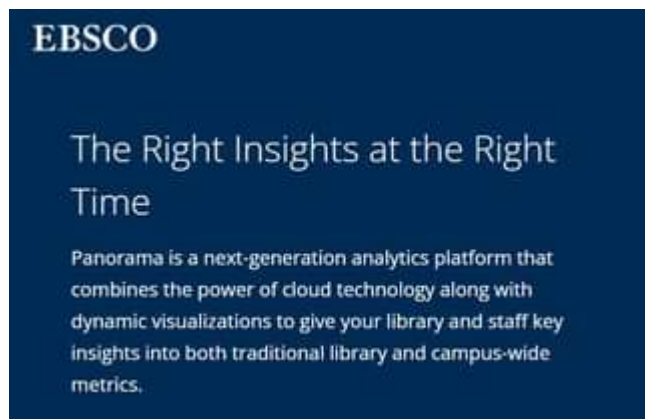 EBSCO
The Right Insights at the Right
Time
Panorama is a next-generation analytics platform that
combines the power of cloud technology along with
dynamic visualizations to give your library and staff key
insights into both traditional library and campus-wide
metrics.